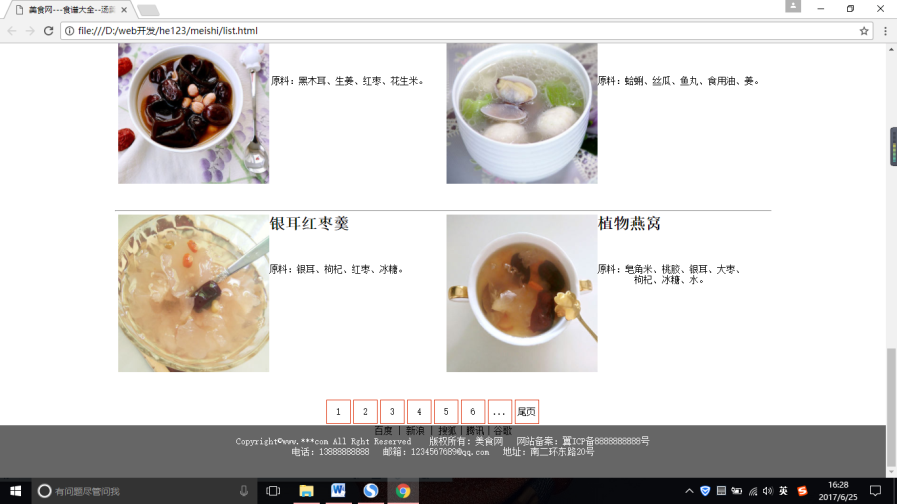 美食网---食谱大全--汤
file:///D:/web开发/he123/meishi/list.html
原料：黑木耳、生姜、红枣、花生米。
原料：蛤蜊、丝瓜、鱼丸、食用油、姜。
银耳红枣羹
植物燕窝
原料：银耳、枸杞、红枣、冰糖。
原料：皂角米、桃胶、银耳、大枣、
枸杞、冰糖、水。
1 2 3 4 5 6 ... 尾页
百度 | 新浪 | 搜狐 | 腾讯 | 谷歌
Copyright©www.***com All Rght Reserved 版权所有：美食网 网站备案：冀ICP备8888888888号
电话：13888888888 邮箱：1234567689@qq.com 地址：南二环东路20号
有问题尽管问我
英
16:28
2017/6/25